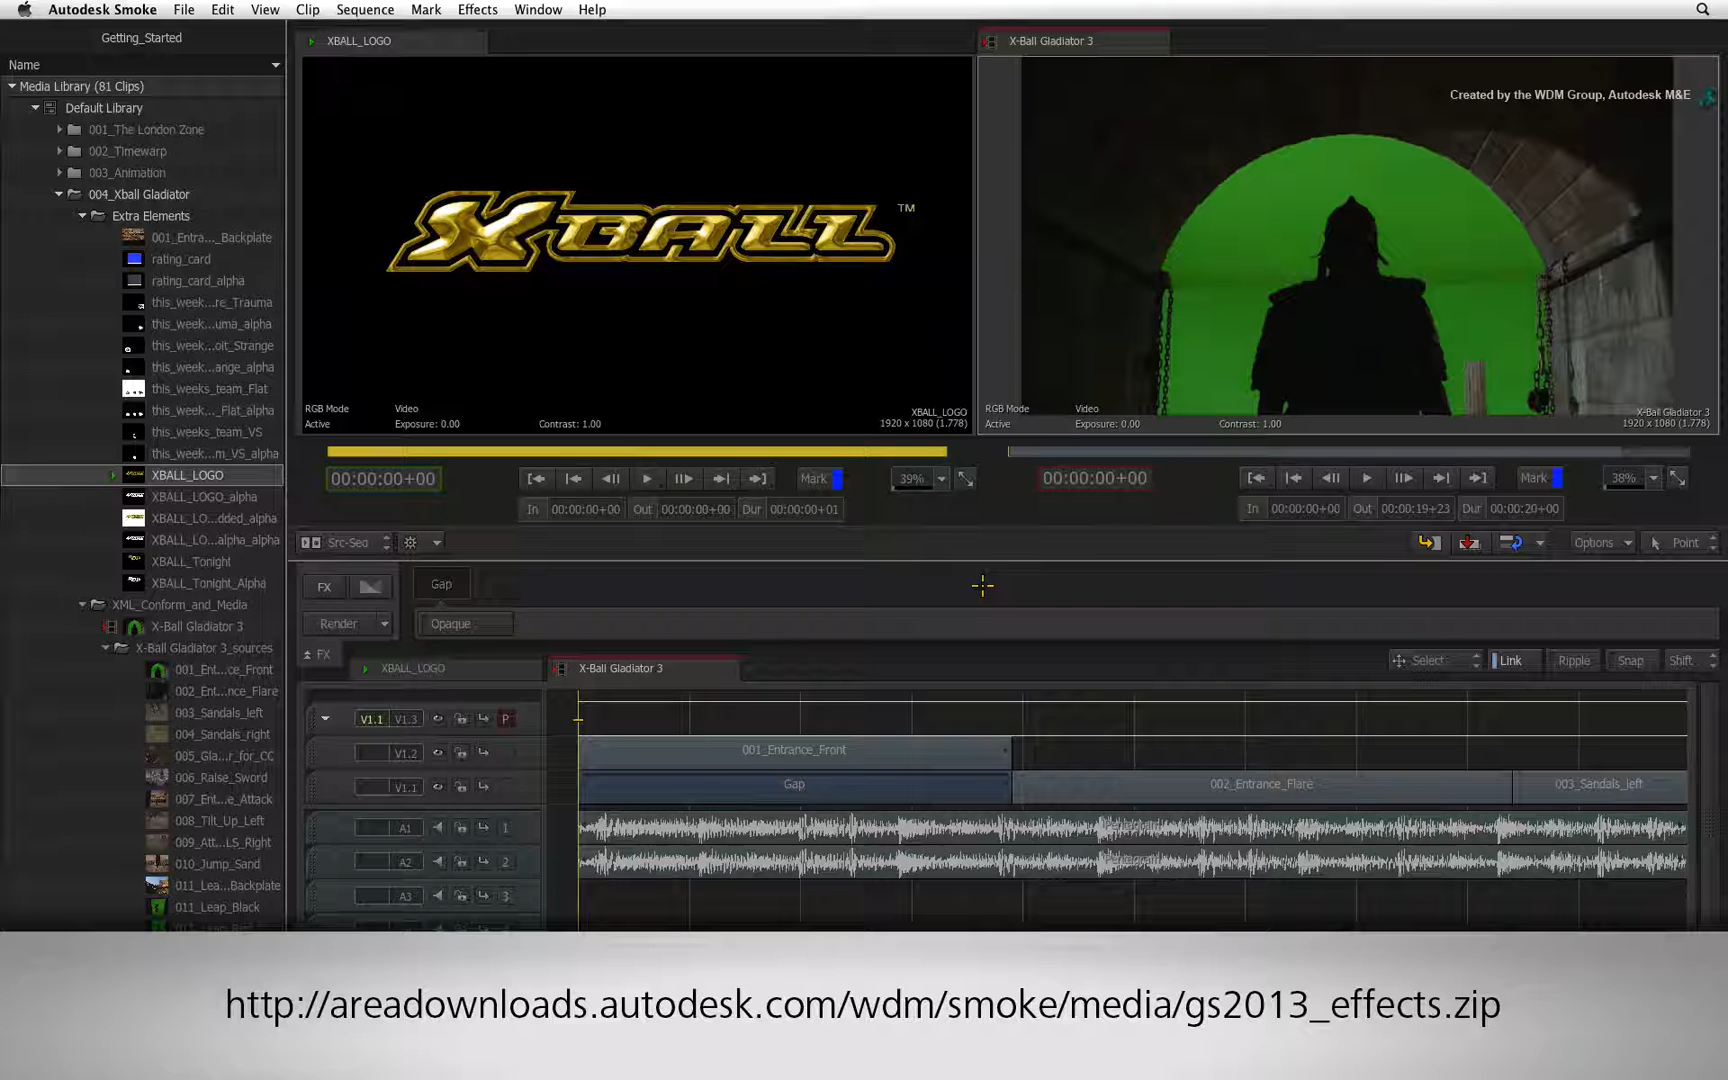 Autodesk Smoke File Edit View Clip Sequence Mark Effects Window Help
Getting_Started
Name
Media Library (81 Clips)
Default Library
001_The London Zone
002_Timewarp
003_Animation
004_Xball Gladiator
Extra Elements
001_Entra..._Backplate
rating_card
rating_card_alpha
this_week...re_Trauma
this_week...uma_alpha
this_week...oit_Strange
this_week...ange_alpha
this_weeks_team_Flat
this_week..._Flat_alpha
this_weeks_team_VS
this_week...m_VS_alpha
XBALL_LOGO
XBALL_LOGO_alpha
XBALL_LO...dded_alpha
XBALL_LO...alpha_alpha
XBALL_Tonight
XBALL_Tonight_Alpha
XML_Conform_and_Media
X-Ball Gladiator 3
X-Ball Gladiator 3_sources
001_Ent...ce_Front
002_Ent...nce_Flare
003_Sandals_left
004_Sandals_right
005_Gla...r_for_CC
006_Raise_Sword
007_Ent...e_Attack
008_Tilt_Up_Left
009_Att...LS_Right
010_Jump_Sand
011_Lea...Backplate
011_Leap_Black
XBALL_LOGO
XBALL ™
RGB Mode Video
Active Exposure: 0.00 Contrast: 1.00
XBALL_LOGO
1920 x 1080 (1.778)
X-Ball Gladiator 3
Created by the WDM Group, Autodesk M&E
RGB Mode Video
Active Exposure: 0.00 Contrast: 1.00
X-Ball Gladiator 3
1920 x 1080 (1.778)
00:00:00+00 Mark 39%
In 00:00:00+00 Out 00:00:00+00 Dur 00:00:00+01
00:00:00+00 Mark 38%
In 00:00:00+00 Out 00:00:19+23 Dur 00:00:20+00
Src-Seq Options Point
FX Gap
Render Opaque
FX XBALL_LOGO X-Ball Gladiator 3 Select Link Ripple Snap Shift
V1.1 V1.3 P
V1.2 001_Entrance_Front
V1.1 Gap 002_Entrance_Flare 003_Sandals_left
A1 1
A2 2
A3 3
http://areadownloads.autodesk.com/wdm/smoke/media/gs2013_effects.zip